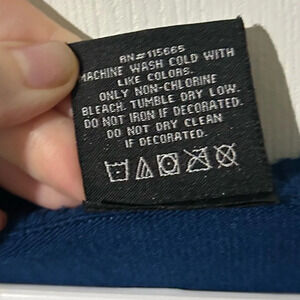 RN# 115665
MACHINE WASH COLD WITH
LIKE COLORS.
ONLY NON-CHLORINE
BLEACH. TUMBLE DRY LOW.
DO NOT IRON IF DECORATED.
DO NOT DRY CLEAN
IF DECORATED.